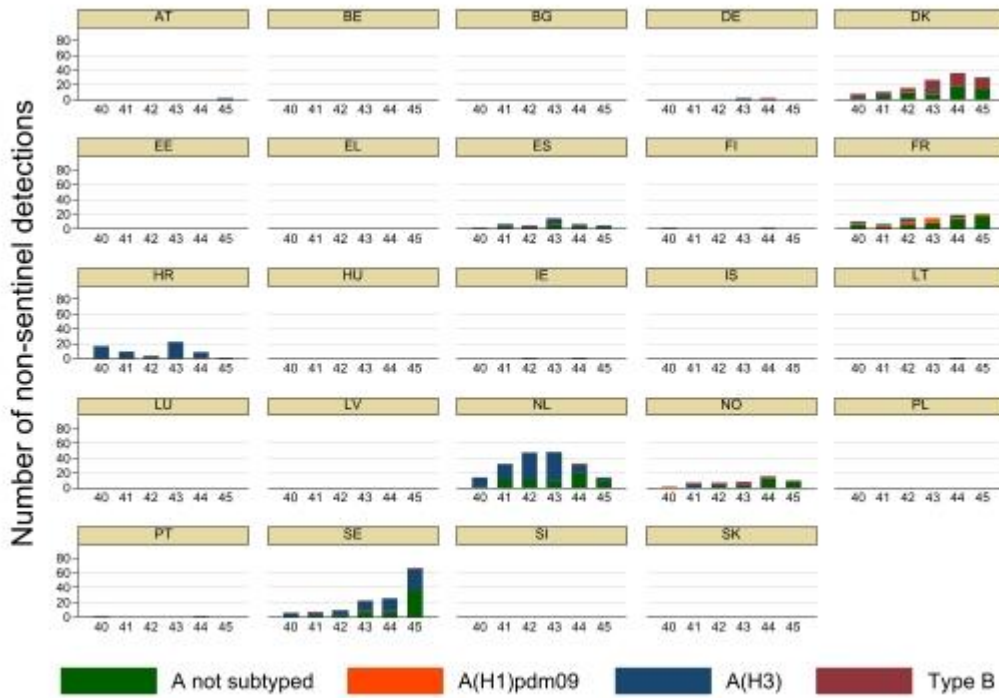 Number of non-sentinel detections
AT BE BG DE DK
80
60
40
20
0
40 41 42 43 44 45 40 41 42 43 44 45 40 41 42 43 44 45 40 41 42 43 44 45 40 41 42 43 44 45
EE EL ES FI FR
80
60
40
20
0
40 41 42 43 44 45 40 41 42 43 44 45 40 41 42 43 44 45 40 41 42 43 44 45 40 41 42 43 44 45
HR HU IE IS LT
80
60
40
20
0
40 41 42 43 44 45 40 41 42 43 44 45 40 41 42 43 44 45 40 41 42 43 44 45 40 41 42 43 44 45
LU LV NL NO PL
80
60
40
20
0
40 41 42 43 44 45 40 41 42 43 44 45 40 41 42 43 44 45 40 41 42 43 44 45 40 41 42 43 44 45
PT SE SI SK
80
60
40
20
0
40 41 42 43 44 45 40 41 42 43 44 45 40 41 42 43 44 45 40 41 42 43 44 45
A not subtyped A(H1)pdm09 A(H3) Type B